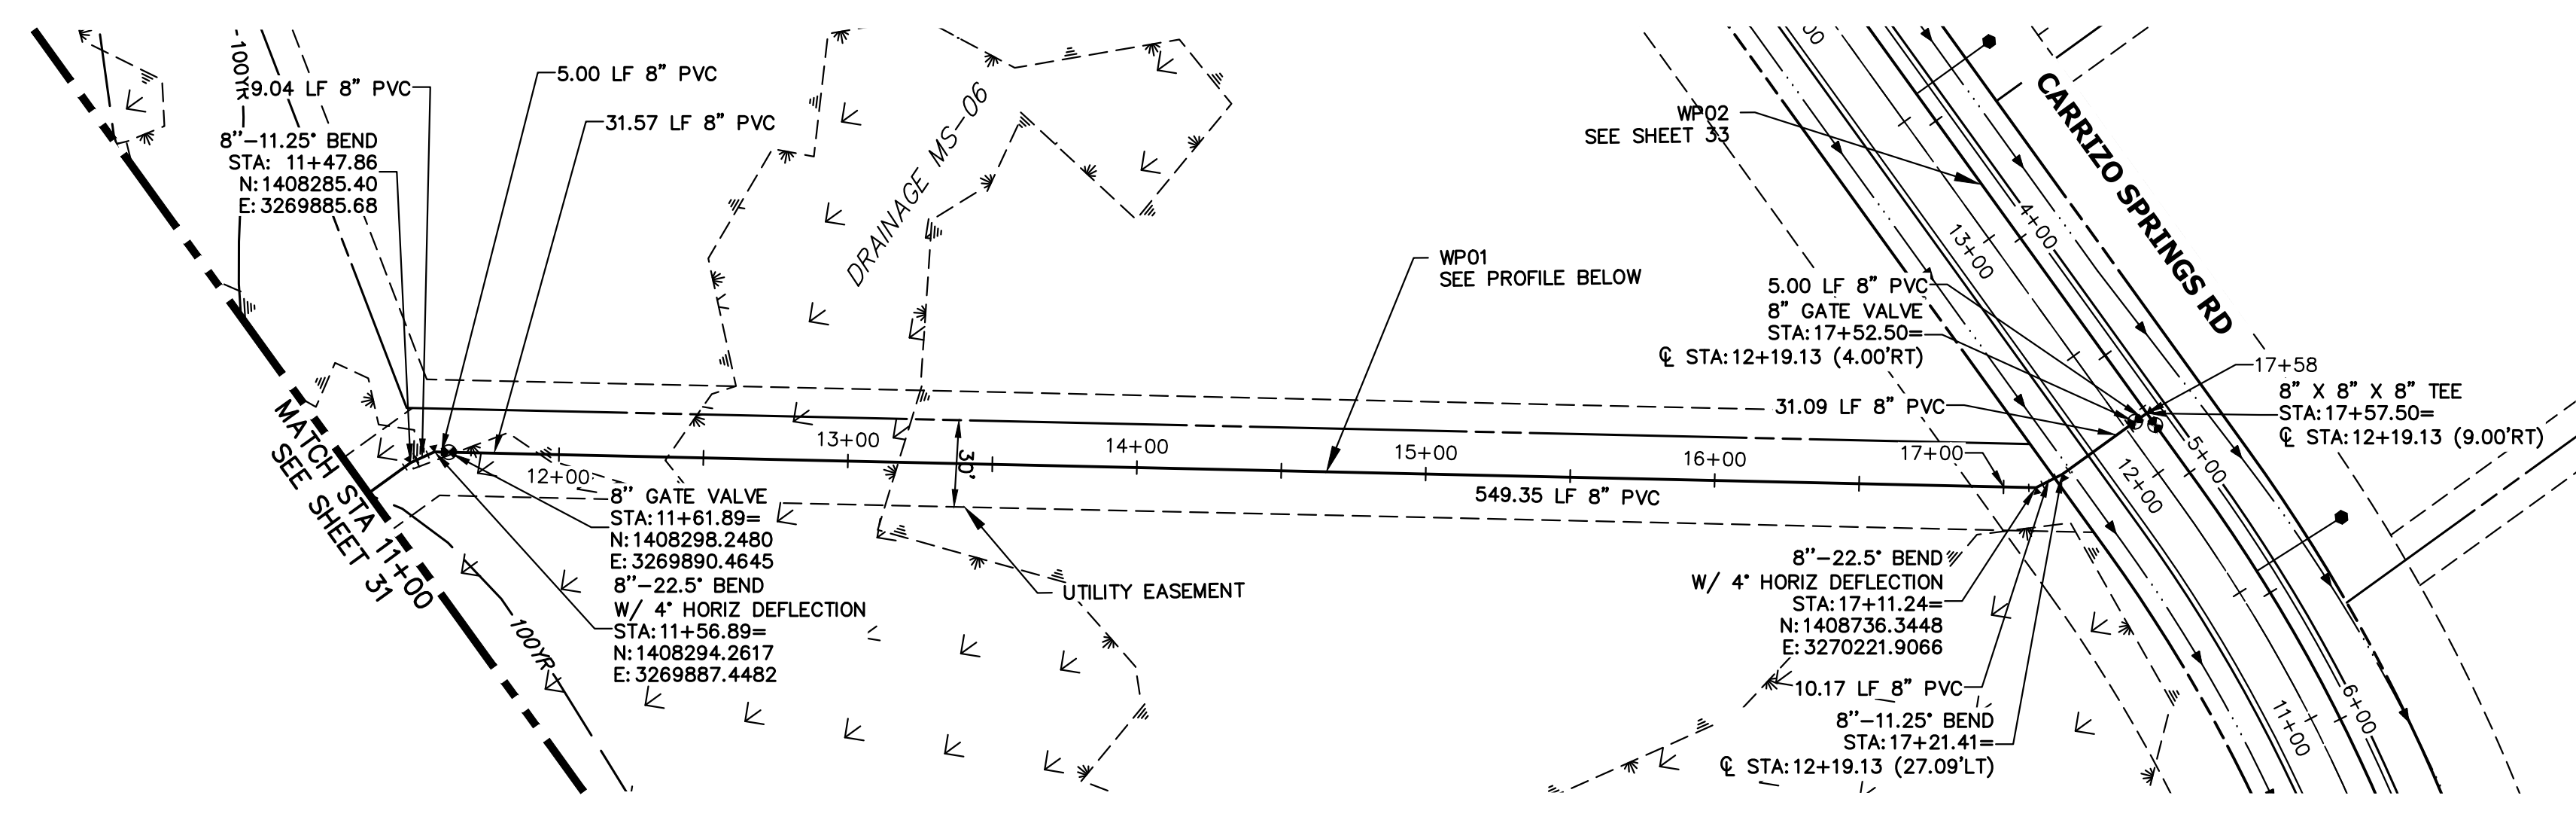 100YR
9.04 LF 8" PVC
5.00 LF 8" PVC
31.57 LF 8" PVC
8"-11.25° BEND
STA: 11+47.86
N:1408285.40
E:3269885.68
DRAINAGE MS-06
WP01
SEE PROFILE BELOW
WP02
SEE SHEET 33
CARRIZO SPRINGS RD
4+00
13+00
5.00 LF 8" PVC
8" GATE VALVE
STA:17+52.50=
℄ STA:12+19.13 (4.00'RT)
17+58
8" X 8" X 8" TEE
STA:17+57.50=
℄ STA:12+19.13 (9.00'RT)
31.09 LF 8" PVC
MATCH STA 11+00
SEE SHEET 31
12+00
13+00
14+00
15+00
16+00
17+00
30'
549.35 LF 8" PVC
5+00
12+00
8" GATE VALVE
STA:11+61.89=
N:1408298.2480
E:3269890.4645
8"-22.5° BEND
W/ 4° HORIZ DEFLECTION
STA:11+56.89=
N:1408294.2617
E:3269887.4482
UTILITY EASEMENT
100YR
8"-22.5° BEND
W/ 4° HORIZ DEFLECTION
STA:17+11.24=
N:1408736.3448
E:3270221.9066
10.17 LF 8" PVC
8"-11.25° BEND
STA:17+21.41=
℄ STA:12+19.13 (27.09'LT)
11+00
6+00